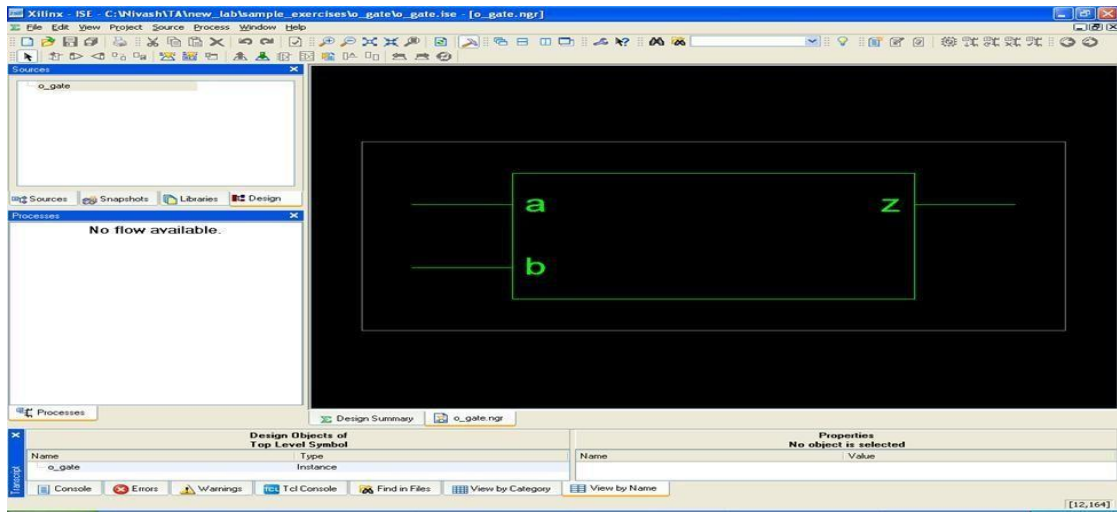 Xilinx - ISE - C:\Nivash\TA\new_lab\sample_exercises\o_gate\o_gate.ise - [o_gate.ngr]
File Edit View Project Source Process Window Help
Sources
o_gate
Sources Snapshots Libraries Design
Processes
No flow available.
Processes
a
z
b
Design Summary o_gate.ngr
Design Objects of
Top Level Symbol
Properties
No object is selected
Name Type Name Value
o_gate Instance
Transcript
Console Errors Warnings Tcl Console Find in Files View by Category View by Name
[12,164]